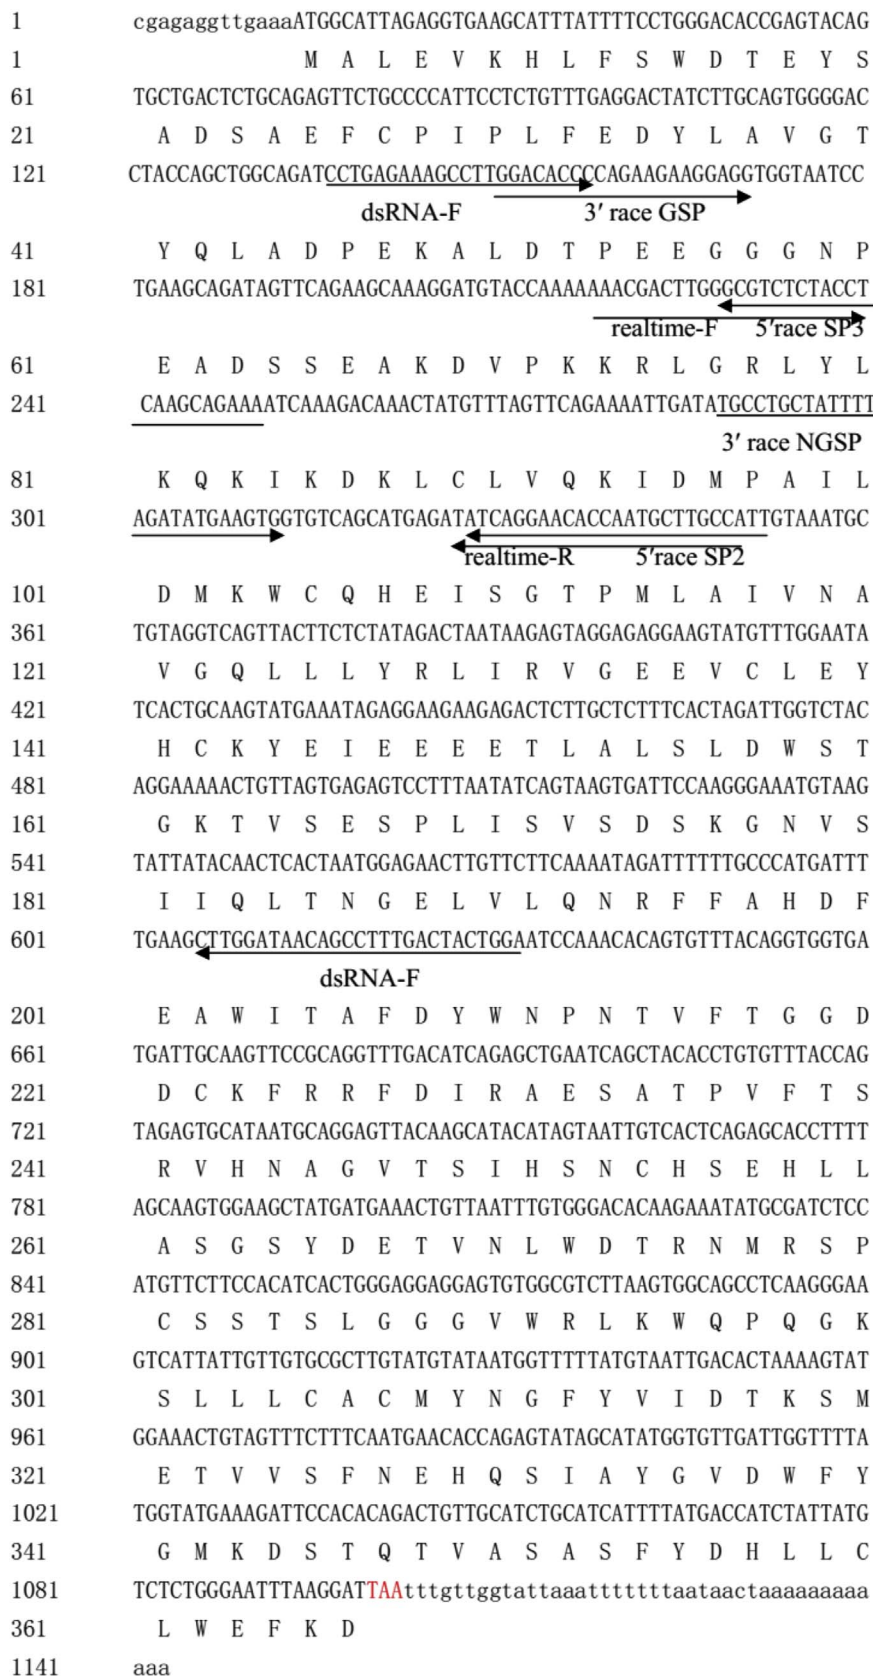 1 cgagaggttgaaaATGGCATTAGAGGTGAAGCATTTATTTTCCTGGGACACCGAGTACAG
1 M A L E V K H L F S W D T E Y S
61 TGCTGACTCTGCAGAGTTCTGCCCCATTCCTCTGTTTGAGGACTATCTTGCAGTGGGGAC
21 A D S A E F C P I P L F E D Y L A V G T
121 CTACCAGCTGGCAGATCCTGAGAAAGCCTTGGACACCCCAGAAGAAGGAGGTGGTAATCC
dsRNA-F 3′ race GSP
41 Y Q L A D P E K A L D T P E E G G G N P
181 TGAAGCAGATAGTTCAGAAGCAAAGGATGTACCAAAAAAACGACTTGGGCGTCTCTACCT
realtime-F 5′race SP3
61 E A D S S E A K D V P K K R L G R L Y L
241 CAAGCAGAAAATCAAAGACAAACTATGTTTAGTTCAGAAAATTGATATGCCTGCTATTTT
3′ race NGSP
81 K Q K I K D K L C L V Q K I D M P A I L
301 AGATATGAAGTGGTGTCAGCATGAGATATCAGGAACACCAATGCTTGCCATTGTAAATGC
realtime-R 5′race SP2
101 D M K W C Q H E I S G T P M L A I V N A
361 TGTAGGTCAGTTACTTCTCTATAGACTAATAAGAGTAGGAGAGGAAGTATGTTTGGAATA
121 V G Q L L L Y R L I R V G E E V C L E Y
421 TCACTGCAAGTATGAAATAGAGGAAGAAGAGACTCTTGCTCTTTCACTAGATTGGTCTAC
141 H C K Y E I E E E E T L A L S L D W S T
481 AGGAAAAACTGTTAGTGAGAGTCCTTTAATATCAGTAAGTGATTCCAAGGGAAATGTAAG
161 G K T V S E S P L I S V S D S K G N V S
541 TATTATACAACTCACTAATGGAGAACTTGTTCTTCAAAATAGATTTTTTGCCCATGATTT
181 I I Q L T N G E L V L Q N R F F A H D F
601 TGAAGCTTGGATAACAGCCTTTGACTACTGGAATCCAAACACAGTGTTTACAGGTGGTGA
dsRNA-F
201 E A W I T A F D Y W N P N T V F T G G D
661 TGATTGCAAGTTCCGCAGGTTTGACATCAGAGCTGAATCAGCTACACCTGTGTTTACCAG
221 D C K F R R F D I R A E S A T P V F T S
721 TAGAGTGCATAATGCAGGAGTTACAAGCATACATAGTAATTGTCACTCAGAGCACCTTTT
241 R V H N A G V T S I H S N C H S E H L L
781 AGCAAGTGGAAGCTATGATGAAACTGTTAATTTGTGGGACACAAGAAATATGCGATCTCC
261 A S G S Y D E T V N L W D T R N M R S P
841 ATGTTCTTCCACATCACTGGGAGGAGGAGTGTGGCGTCTTAAGTGGCAGCCTCAAGGGAA
281 C S S T S L G G G V W R L K W Q P Q G K
901 GTCATTATTGTTGTGCGCTTGTATGTATAATGGTTTTTATGTAATTGACACTAAAAGTAT
301 S L L L C A C M Y N G F Y V I D T K S M
961 GGAAACTGTAGTTTCTTTCAATGAACACCAGAGTATAGCATATGGTGTTGATTGGTTTTA
321 E T V V S F N E H Q S I A Y G V D W F Y
1021 TGGTATGAAAGATTCCACACAGACTGTTGCATCTGCATCATTTTATGACCATCTATTATG
341 G M K D S T Q T V A S A S F Y D H L L C
1081 TCTCTGGGAATTTAAGGATTAAtttgttggtattaaatttttttaataactaaaaaaaaa
361 L W E F K D
1141 aaa